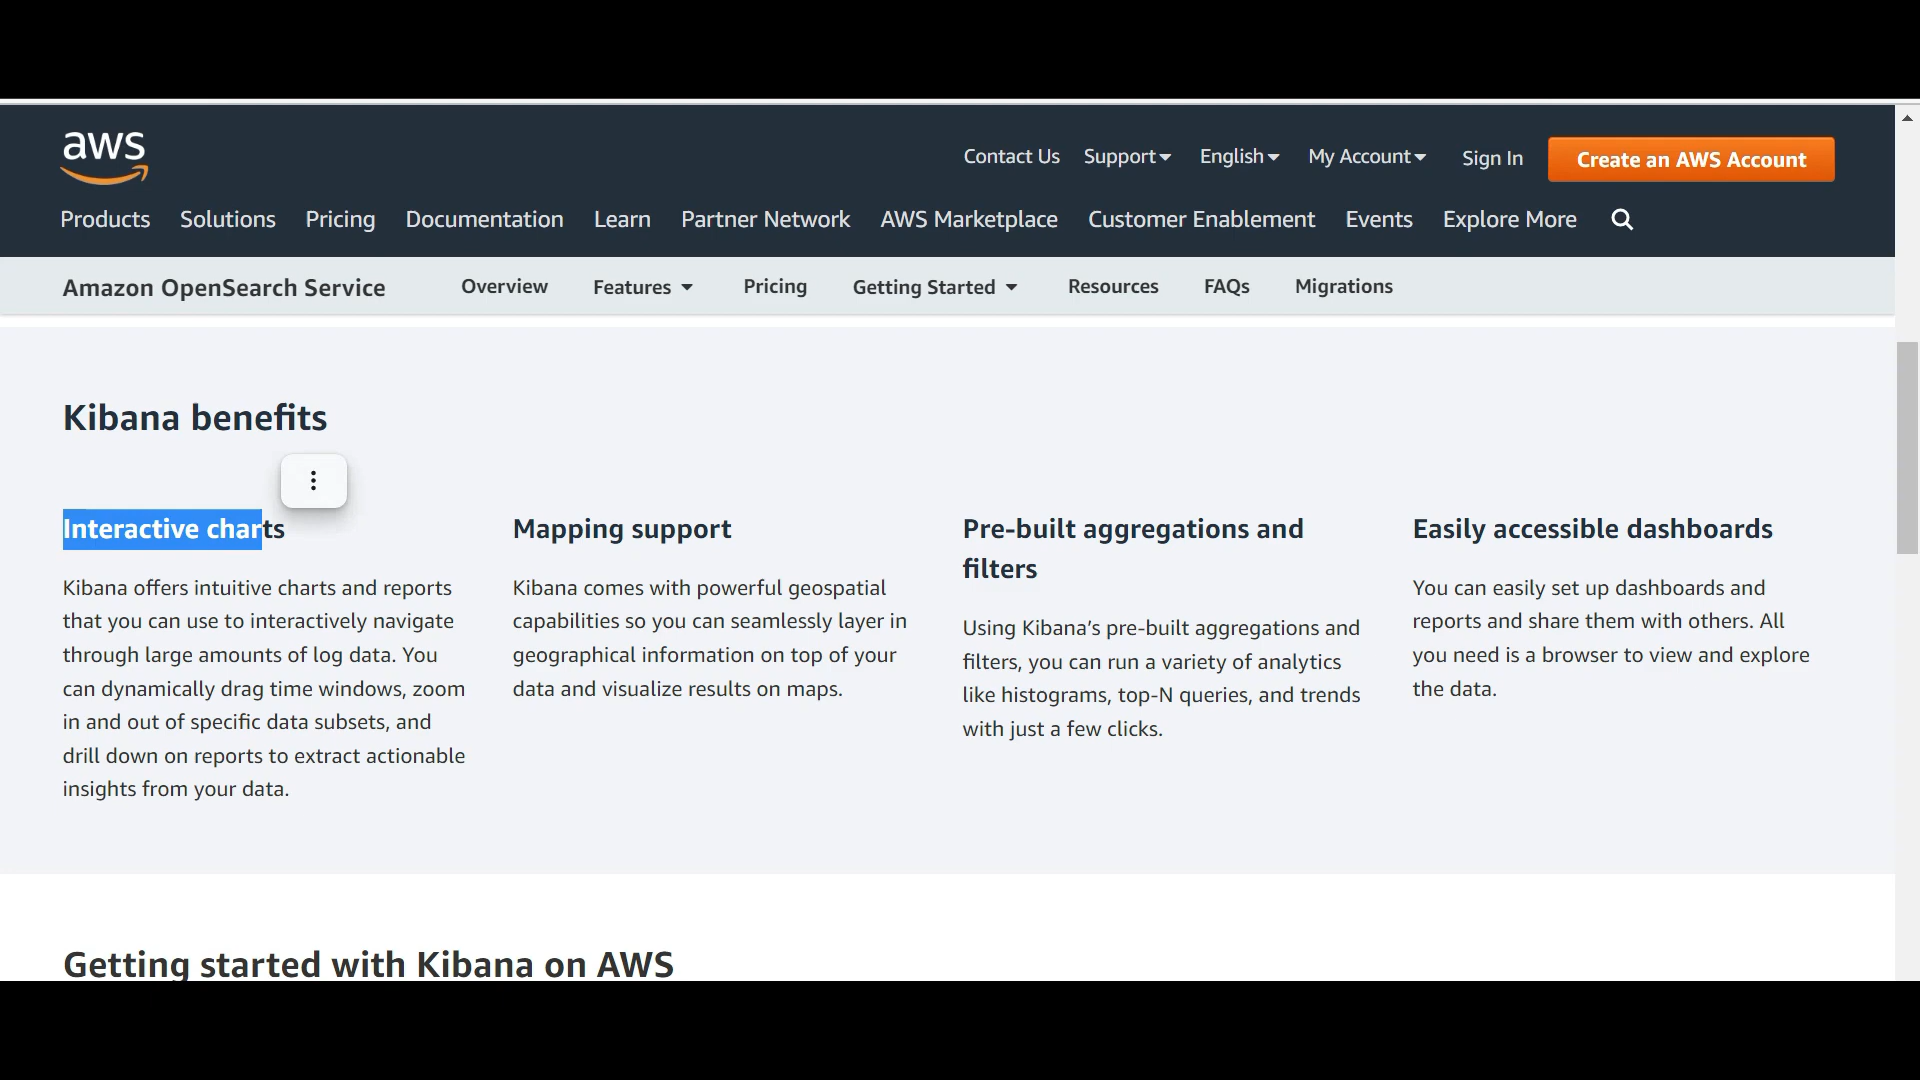 aws
Contact Us Support English My Account Sign In Create an AWS Account
Products Solutions Pricing Documentation Learn Partner Network AWS Marketplace Customer Enablement Events Explore More
Amazon OpenSearch Service Overview Features Pricing Getting Started Resources FAQs Migrations
Kibana benefits
Interactive charts
Kibana offers intuitive charts and reports
that you can use to interactively navigate
through large amounts of log data. You
can dynamically drag time windows, zoom
in and out of specific data subsets, and
drill down on reports to extract actionable
insights from your data.
Mapping support
Kibana comes with powerful geospatial
capabilities so you can seamlessly layer in
geographical information on top of your
data and visualize results on maps.
Pre-built aggregations and
filters
Using Kibana’s pre-built aggregations and
filters, you can run a variety of analytics
like histograms, top-N queries, and trends
with just a few clicks.
Easily accessible dashboards
You can easily set up dashboards and
reports and share them with others. All
you need is a browser to view and explore
the data.
Getting started with Kibana on AWS